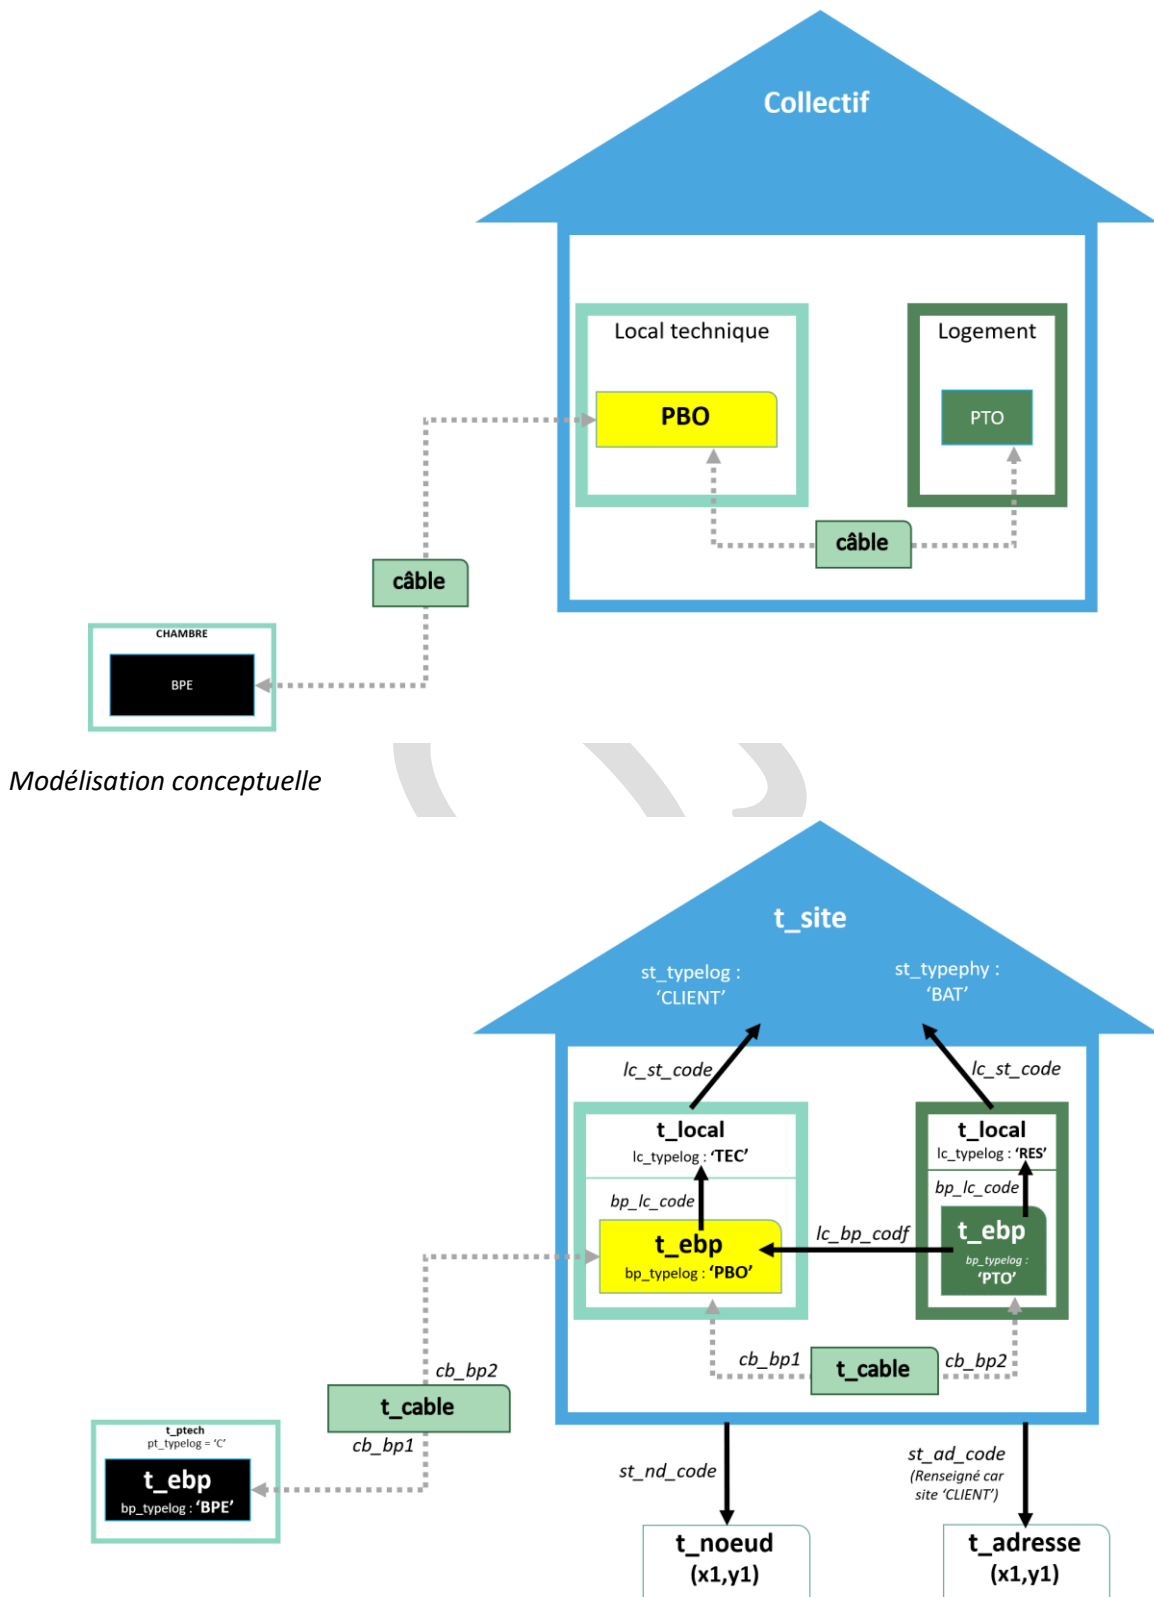 Collectif
Local technique
Logement
PBO
PTO
câble
câble
CHAMBRE
BPE
Modélisation conceptuelle
t_site
st_typelog :
‘CLIENT’
st_typephy :
‘BAT’
lc_st_code
lc_st_code
t_local
lc_typelog : ‘TEC’
t_local
lc_typelog : ‘RES’
bp_lc_code
bp_lc_code
t_ebp
bp_typelog : ‘PBO’
lc_bp_codf
t_ebp
bp_typelog :
‘PTO’
cb_bp1
t_cable
cb_bp2
cb_bp2
t_cable
cb_bp1
t_ptech
pt_typelog = ‘C’
t_ebp
bp_typelog : ‘BPE’
st_nd_code
st_ad_code
(Renseigné car
site ‘CLIENT’)
t_noeud
(x1,y1)
t_adresse
(x1,y1)